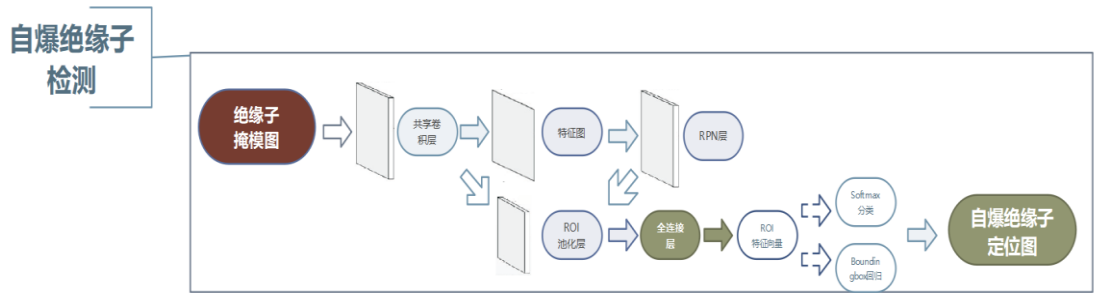 自爆绝缘子
检测
绝缘子
掩模图
共享卷
积层
特征图
RPN层
ROI
池化层
全连接
层
ROI
特征向量
Softmax
分类
Boundin
gbox回归
自爆绝缘子
定位图